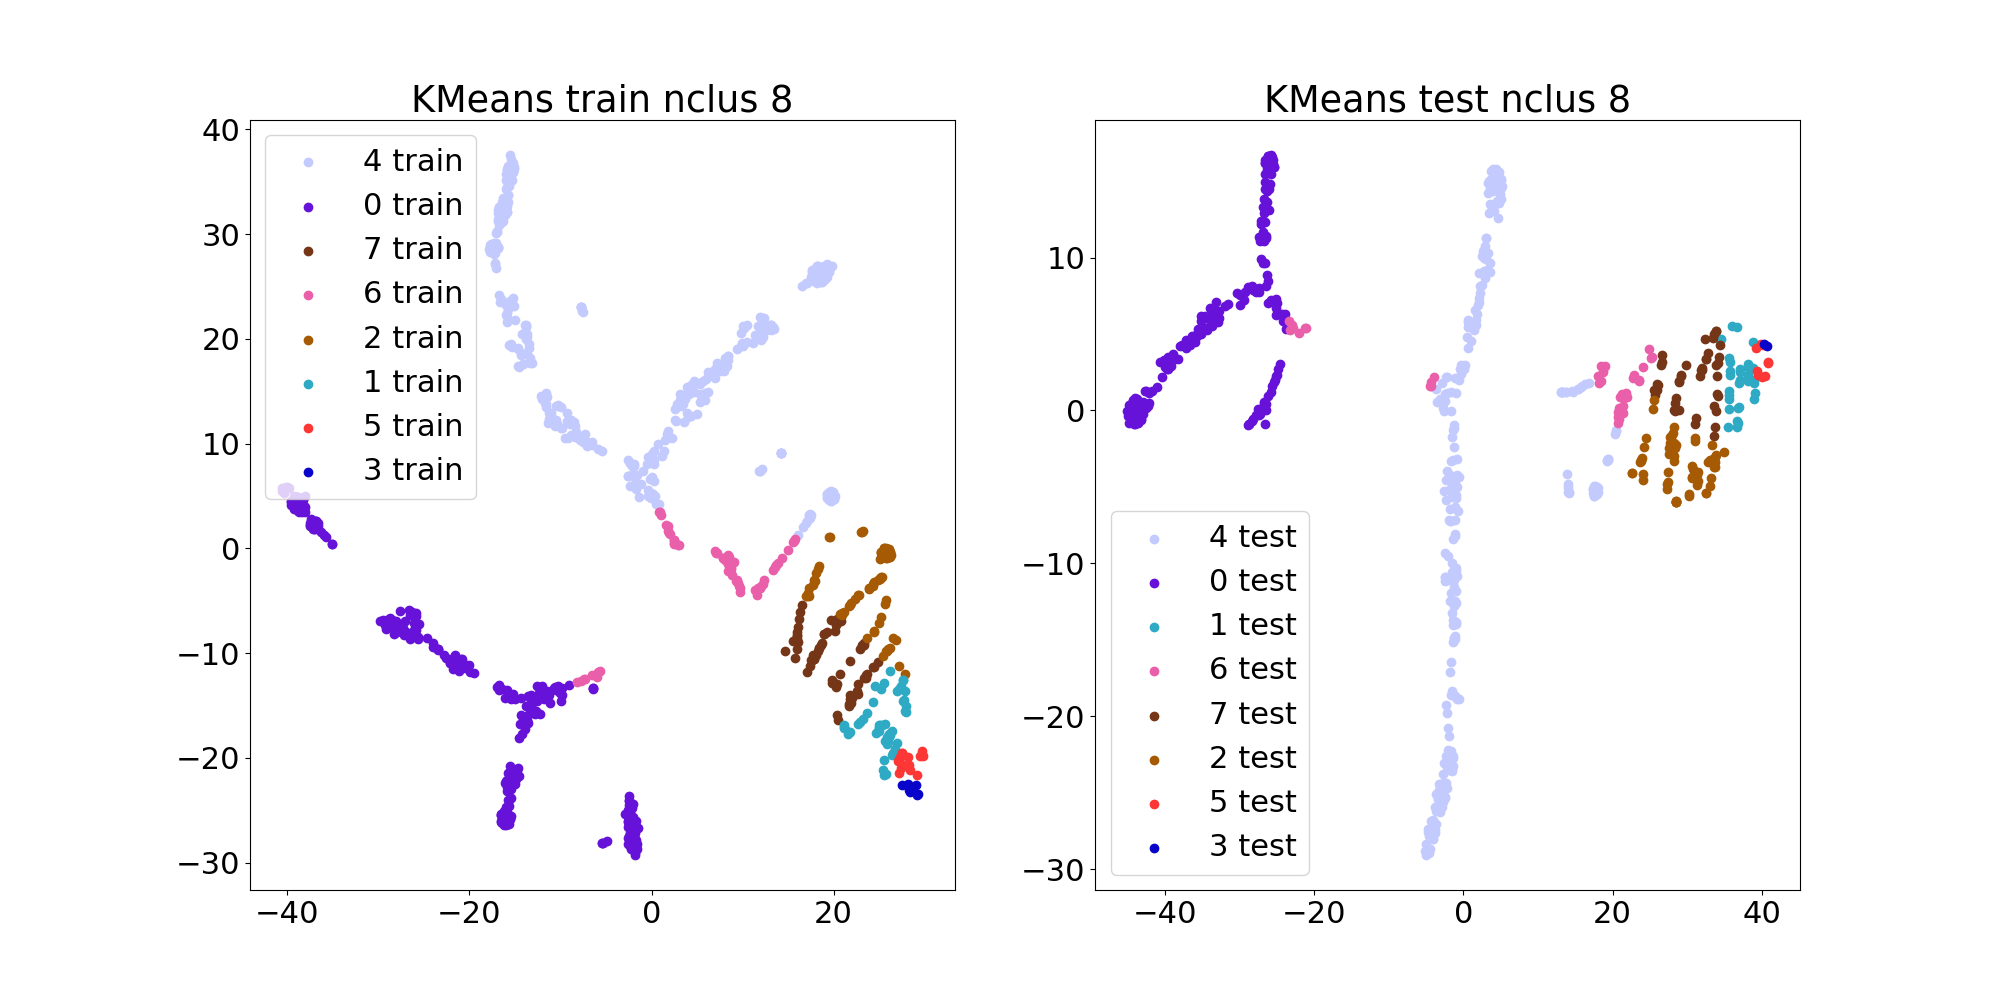 KMeans train nclus 8
40
30
20
10
0
−10
−20
−30
−40
−20
0
20
4 train
0 train
7 train
6 train
2 train
1 train
5 train
3 train
KMeans test nclus 8
10
0
−10
−20
−30
−40
−20
0
20
40
4 test
0 test
1 test
6 test
7 test
2 test
5 test
3 test